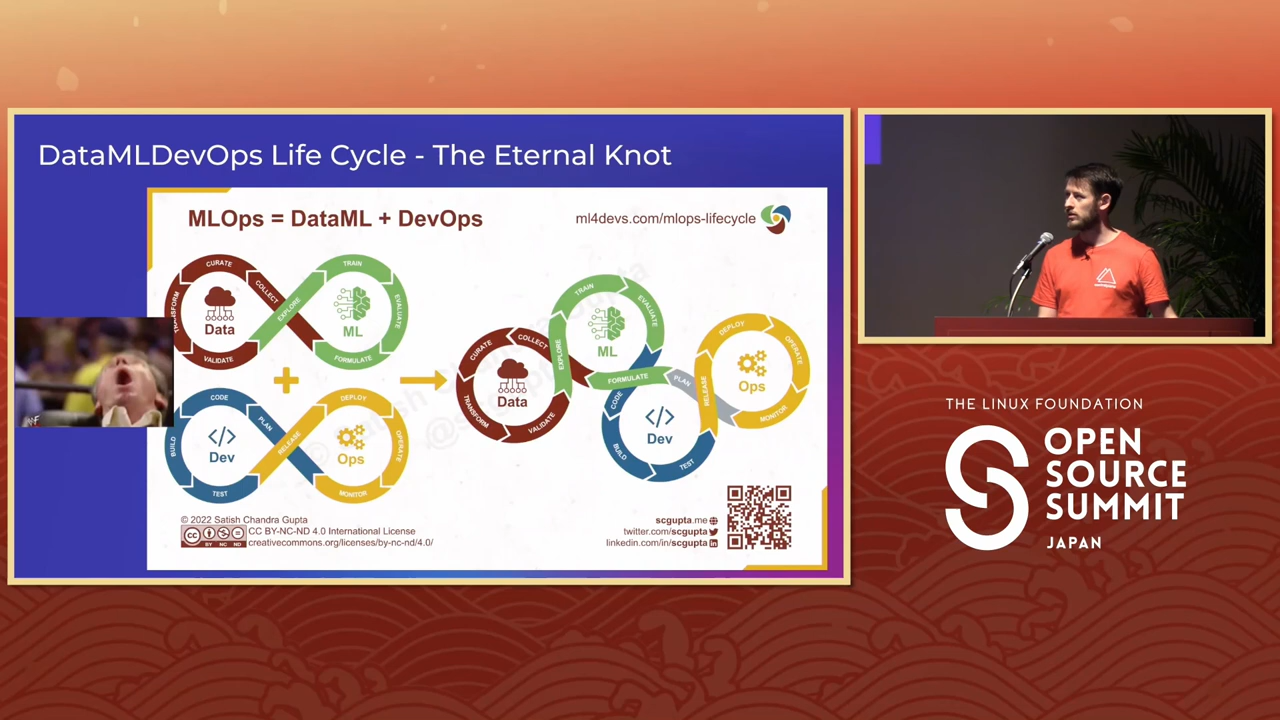 DataMLDevOps Life Cycle - The Eternal Knot
MLOps = DataML + DevOps
ml4devs.com/mlops-lifecycle
CURATE
COLLECT
EXPLORE
TRAIN
EVALUATE
FORMULATE
VALIDATE
TRANSFORM
Data
ML
+
CODE
PLAN
RELEASE
DEPLOY
OPERATE
MONITOR
TEST
BUILD
Dev
Ops
CURATE
COLLECT
EXPLORE
TRAIN
EVALUATE
FORMULATE
PLAN
RELEASE
DEPLOY
OPERATE
MONITOR
TEST
BUILD
CODE
VALIDATE
TRANSFORM
Data
ML
</>
Dev
Ops
© 2022 Satish Chandra Gupta
CC BY-NC-ND 4.0 International License
creativecommons.org/licenses/by-nc-nd/4.0/
cc
BY NC ND
scgupta.me
twitter.com/scgupta
linkedin.com/in/scgupta
THE LINUX FOUNDATION
OPEN
SOURCE
SUMMIT
JAPAN